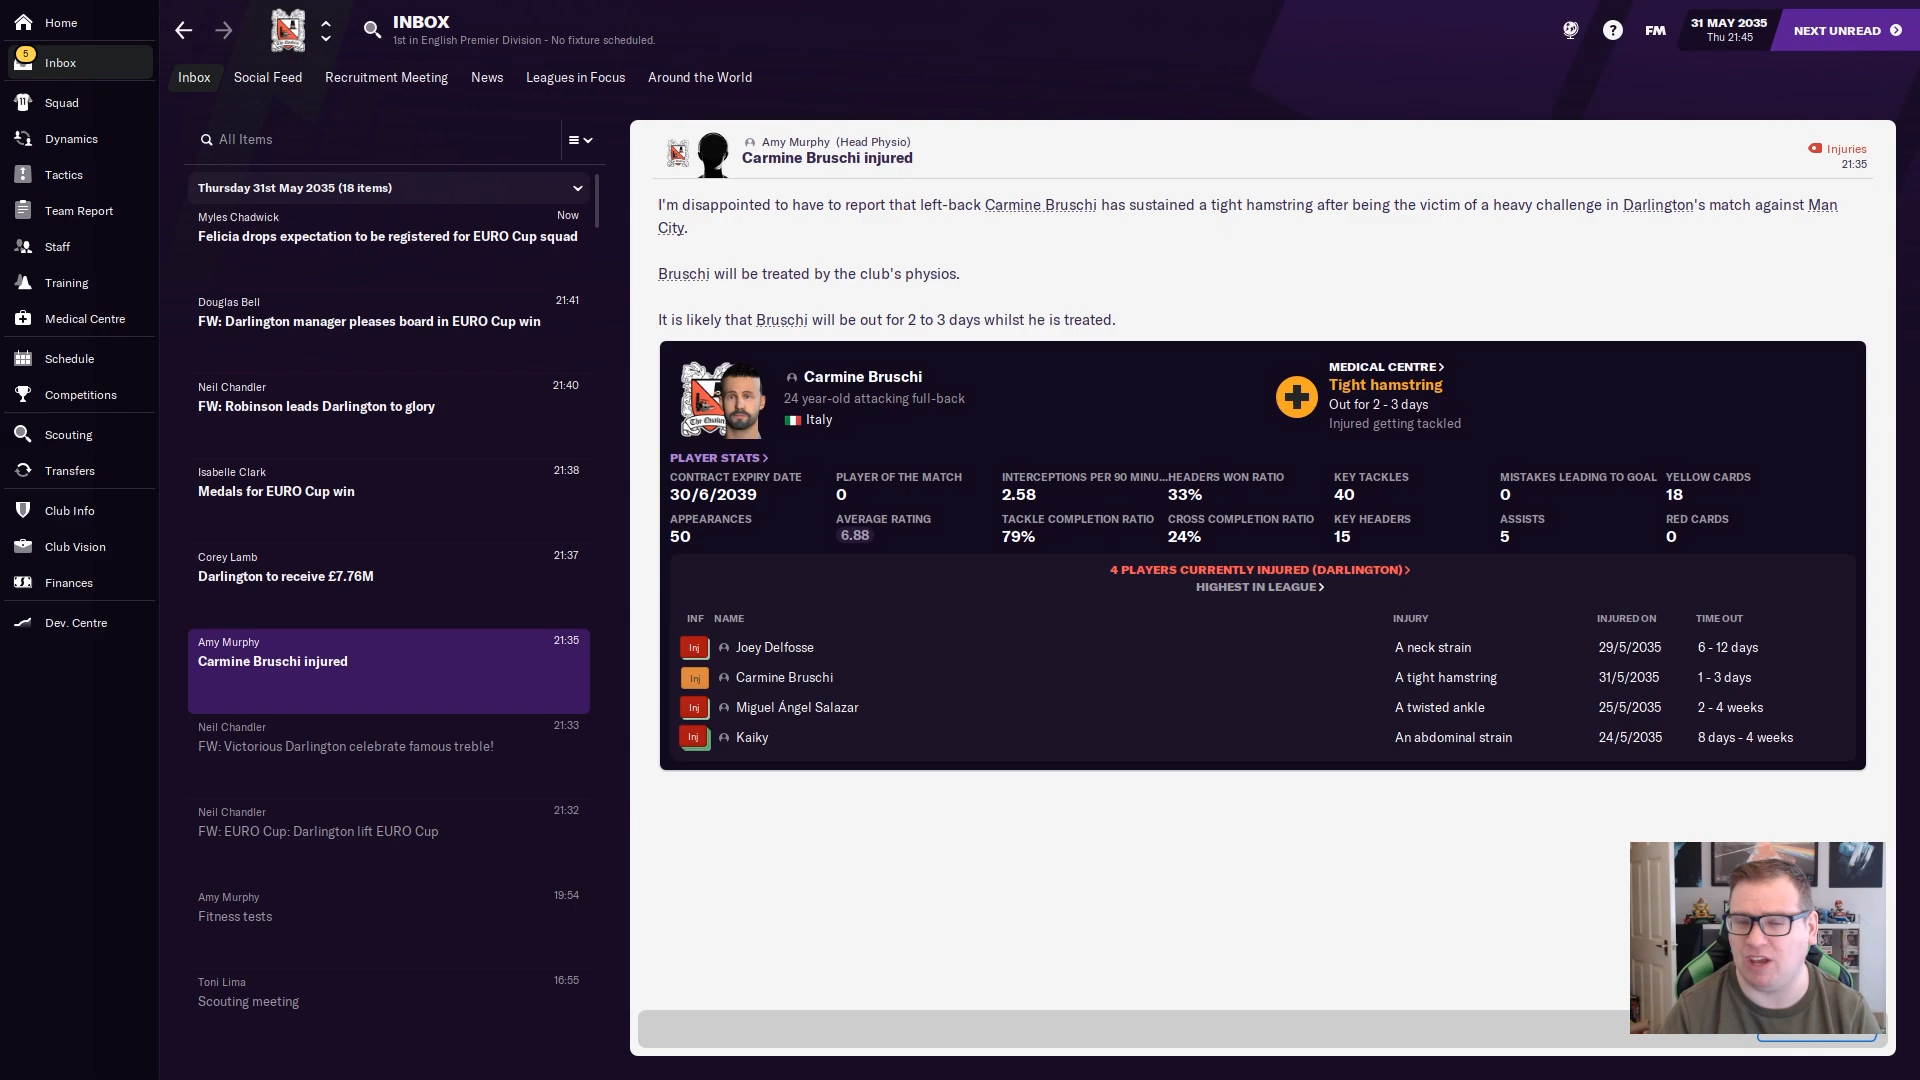 Home
5
Inbox
Squad
Dynamics
Tactics
Team Report
Staff
Training
Medical Centre
Schedule
Competitions
Scouting
Transfers
Club Info
Club Vision
Finances
Dev. Centre
INBOX
1st in English Premier Division - No fixture scheduled.
FM
31 MAY 2035
Thu 21:45
NEXT UNREAD
Inbox Social Feed Recruitment Meeting News Leagues in Focus Around the World
All Items
Thursday 31st May 2035 (18 items)
Myles Chadwick Now
Felicia drops expectation to be registered for EURO Cup squad
Douglas Bell 21:41
FW: Darlington manager pleases board in EURO Cup win
Neil Chandler 21:40
FW: Robinson leads Darlington to glory
Isabelle Clark 21:38
Medals for EURO Cup win
Corey Lamb 21:37
Darlington to receive £7.76M
Amy Murphy 21:35
Carmine Bruschi injured
Neil Chandler 21:33
FW: Victorious Darlington celebrate famous treble!
Neil Chandler 21:32
FW: EURO Cup: Darlington lift EURO Cup
Amy Murphy 19:54
Fitness tests
Toni Lima 16:55
Scouting meeting
Amy Murphy (Head Physio)
Carmine Bruschi injured
Injuries
21:35
I'm disappointed to have to report that left-back Carmine Bruschi has sustained a tight hamstring after being the victim of a heavy challenge in Darlington's match against Man
City.
Bruschi will be treated by the club's physios.
It is likely that Bruschi will be out for 2 to 3 days whilst he is treated.
Carmine Bruschi
24 year-old attacking full-back
Italy
MEDICAL CENTRE
Tight hamstring
Out for 2 - 3 days
Injured getting tackled
PLAYER STATS
CONTRACT EXPIRY DATE PLAYER OF THE MATCH INTERCEPTIONS PER 90 MINU... HEADERS WON RATIO KEY TACKLES MISTAKES LEADING TO GOAL YELLOW CARDS
30/6/2039 0 2.58 33% 40 0 18
APPEARANCES AVERAGE RATING TACKLE COMPLETION RATIO CROSS COMPLETION RATIO KEY HEADERS ASSISTS RED CARDS
50 6.88 79% 24% 15 5 0
4 PLAYERS CURRENTLY INJURED (DARLINGTON)
HIGHEST IN LEAGUE
INF NAME INJURY INJURED ON TIME OUT
Inj Joey Delfosse A neck strain 29/5/2035 6 - 12 days
Inj Carmine Bruschi A tight hamstring 31/5/2035 1 - 3 days
Inj Miguel Ángel Salazar A twisted ankle 25/5/2035 2 - 4 weeks
Inj Kaiky An abdominal strain 24/5/2035 8 days - 4 weeks